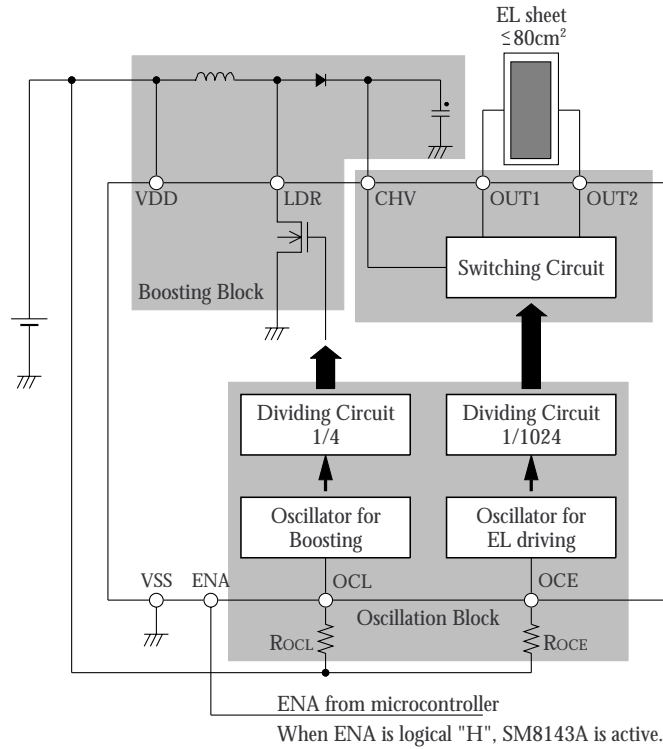 EL sheet
≤80cm²
VDD
LDR
CHV
OUT1
OUT2
Boosting Block
Switching Circuit
Dividing Circuit
1/4
Dividing Circuit
1/1024
Oscillator for
Boosting
Oscillator for
EL driving
VSS
ENA
OCL
OCE
Oscillation Block
ROCL
ROCE
ENA from microcontroller
When ENA is logical "H", SM8143A is active.